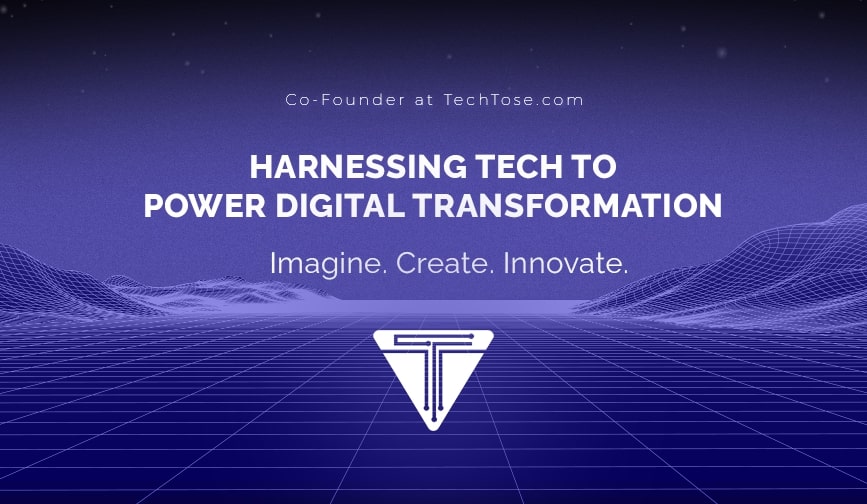 Co-Founder at TechTose.com
HARNESSING TECH TO
POWER DIGITAL TRANSFORMATION
Imagine. Create. Innovate.